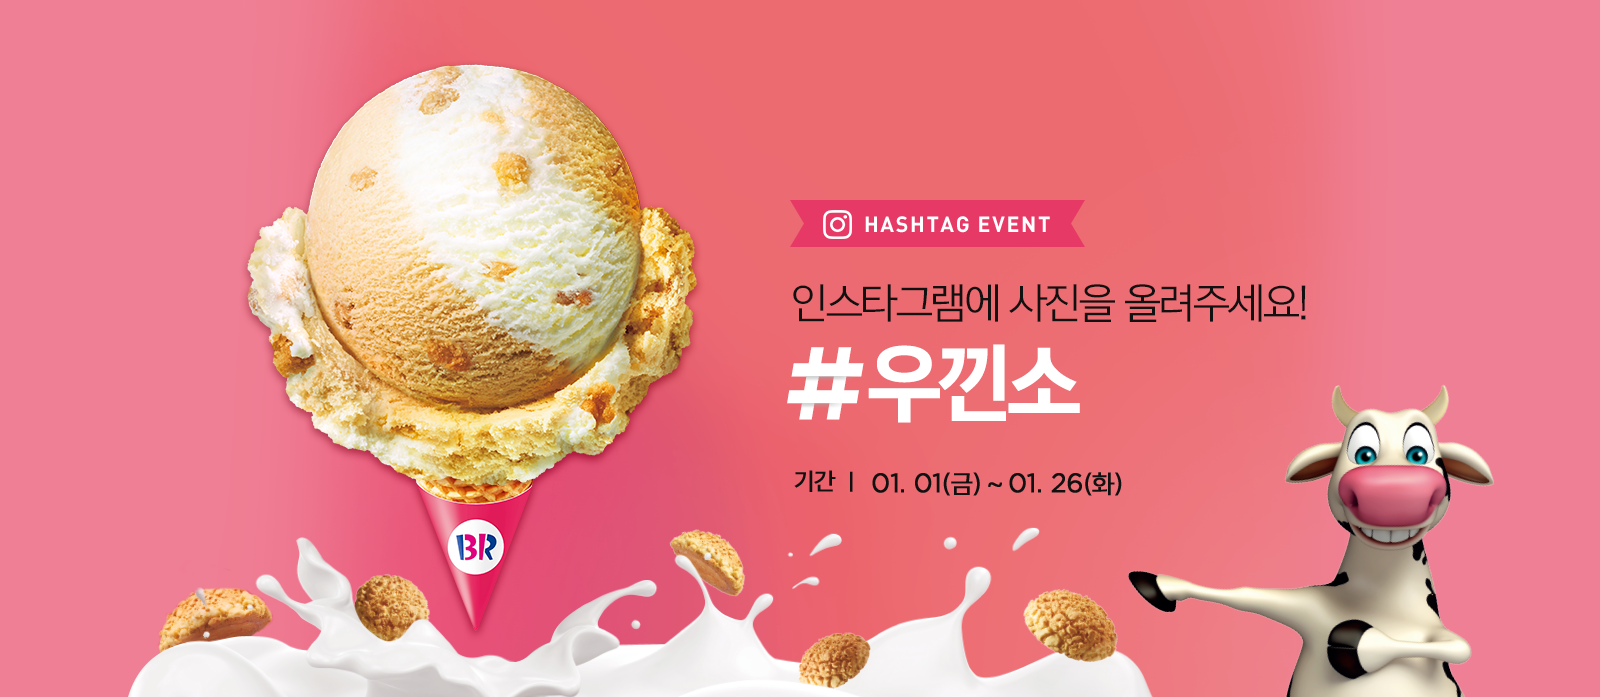 HASHTAG EVENT
인스타그램에 사진을 올려주세요!
#우낀소
기간 | 01. 01(금) ~ 01. 26(화)
BR